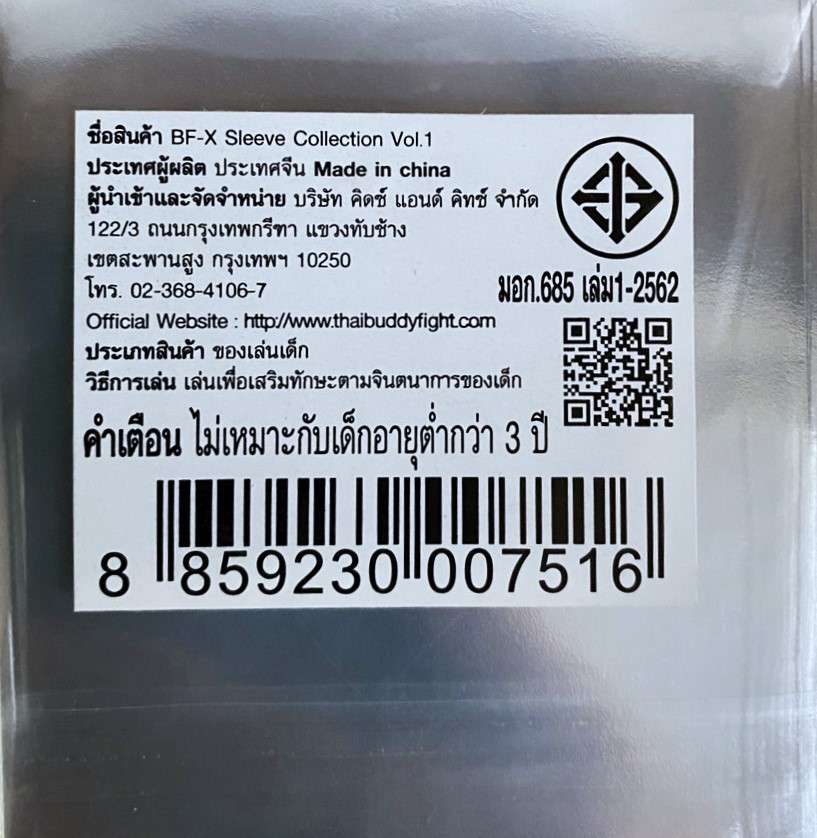 ชื่อสินค้า BF-X Sleeve Collection Vol.1
ประเทศผู้ผลิต ประเทศจีน Made in china
ผู้นำเข้าและจัดจำหน่าย บริษัท คิดซ์ แอนด์ คิทซ์ จำกัด
122/3 ถนนกรุงเทพกรีฑา แขวงทับช้าง
เขตสะพานสูง กรุงเทพฯ 10250
โทร. 02-368-4106-7
มอก.685 เล่ม1-2562
Official Website : http://www.thaibuddyfight.com
ประเภทสินค้า ของเล่นเด็ก
วิธีการเล่น เล่นเพื่อเสริมทักษะตามจินตนาการของเด็ก
คำเตือน ไม่เหมาะกับเด็กอายุต่ำกว่า 3 ปี
8 859230 007516